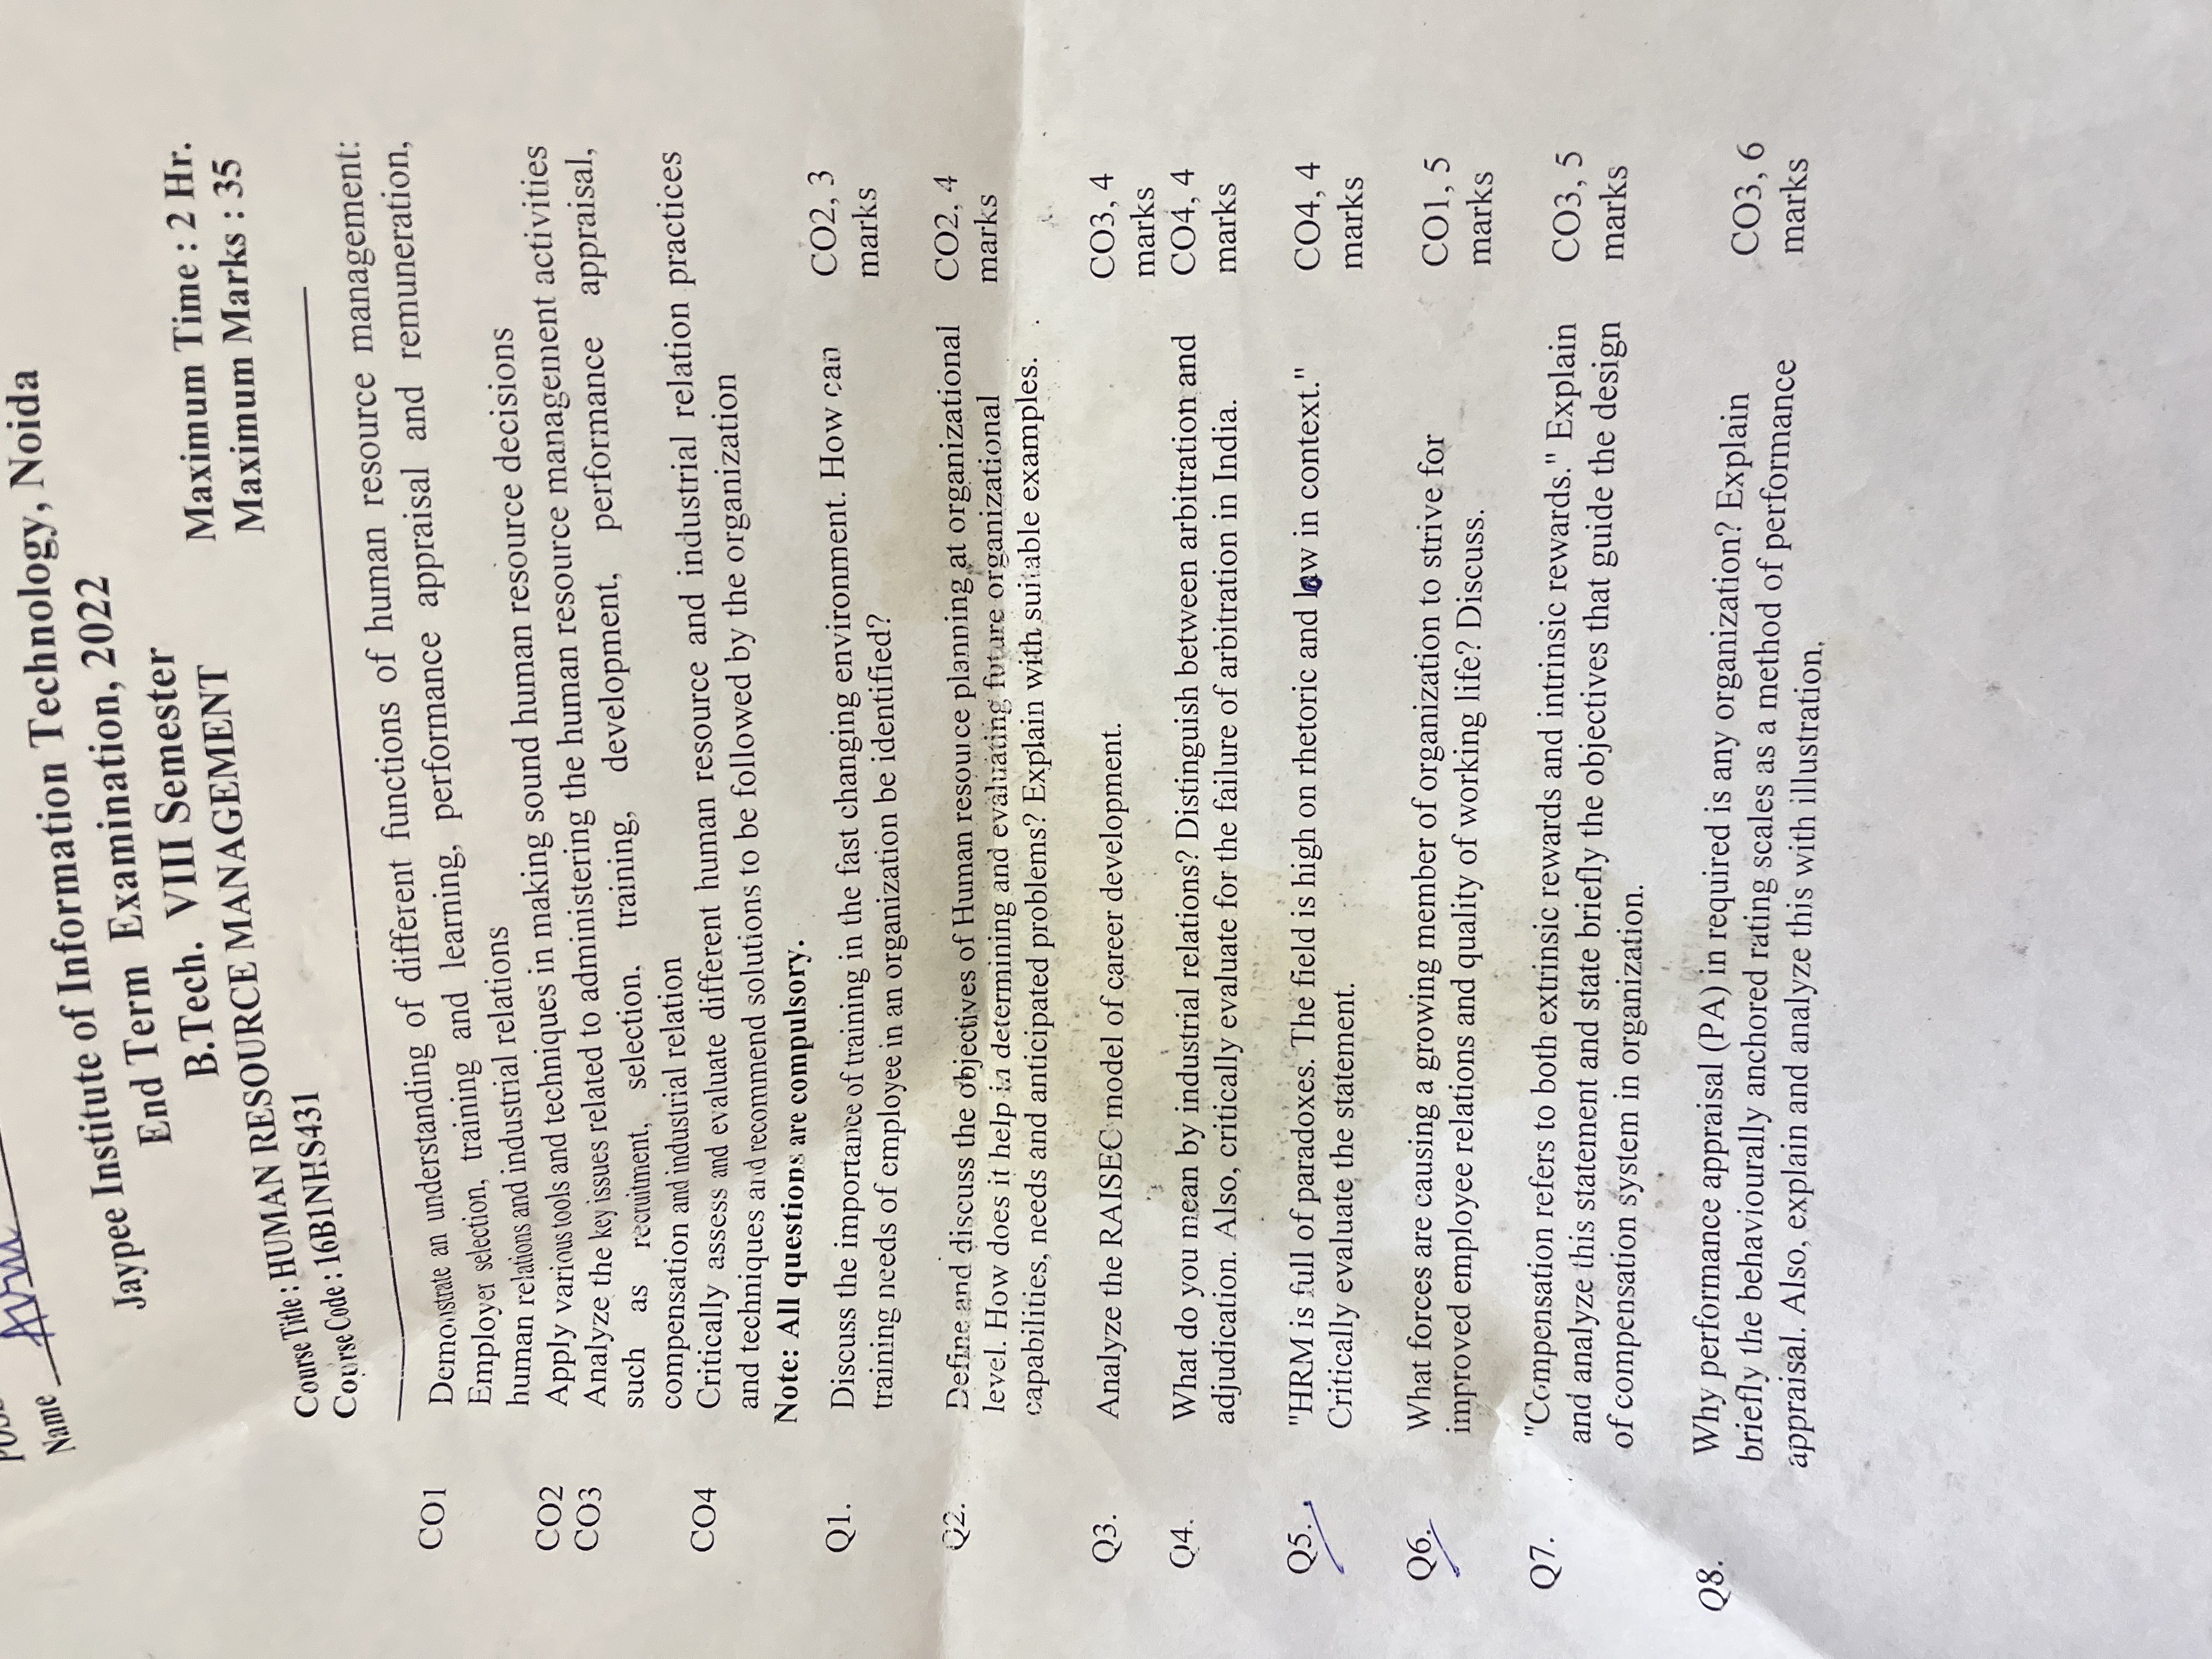 Name
Jaypee Institute of Information Technology, Noida
End Term Examination, 2022
B.Tech. VIII Semester
Course Title : HUMAN RESOURCE MANAGEMENT
Maximum Time : 2 Hr.
Course Code : 16B1NHS431
Maximum Marks : 35
CO1 Demonstrate an understanding of different functions of human resource management:
Employer selection, training and learning, performance appraisal and remuneration,
human relations and industrial relations
CO2 Apply various tools and techniques in making sound human resource decisions
CO3 Analyze the key issues related to administering the human resource management activities
such as recruitment, selection, training, development, performance appraisal,
compensation and industrial relation
CO4 Critically assess and evaluate different human resource and industrial relation practices
and techniques and recommend solutions to be followed by the organization
Note: All questions are compulsory.
Q1. Discuss the importance of training in the fast changing environment. How can CO2, 3
training needs of employee in an organization be identified? marks
Q2. Define and discuss the objectives of Human resource planning at organizational CO2, 4
level. How does it help in determining and evaluating future organizational marks
capabilities, needs and anticipated problems? Explain with suitable examples.
Q3. Analyze the RAISEC model of career development. CO3, 4
marks
Q4. What do you mean by industrial relations? Distinguish between arbitration and CO4, 4
adjudication. Also, critically evaluate for the failure of arbitration in India. marks
Q5. "HRM is full of paradoxes. The field is high on rhetoric and low in context." CO4, 4
Critically evaluate the statement. marks
Q6. What forces are causing a growing member of organization to strive for CO1, 5
improved employee relations and quality of working life? Discuss. marks
Q7. "Compensation refers to both extrinsic rewards and intrinsic rewards." Explain CO3, 5
and analyze this statement and state briefly the objectives that guide the design marks
of compensation system in organization.
Q8. Why performance appraisal (PA) in required is any organization? Explain CO3, 6
briefly the behaviourally anchored rating scales as a method of performance marks
appraisal. Also, explain and analyze this with illustration.